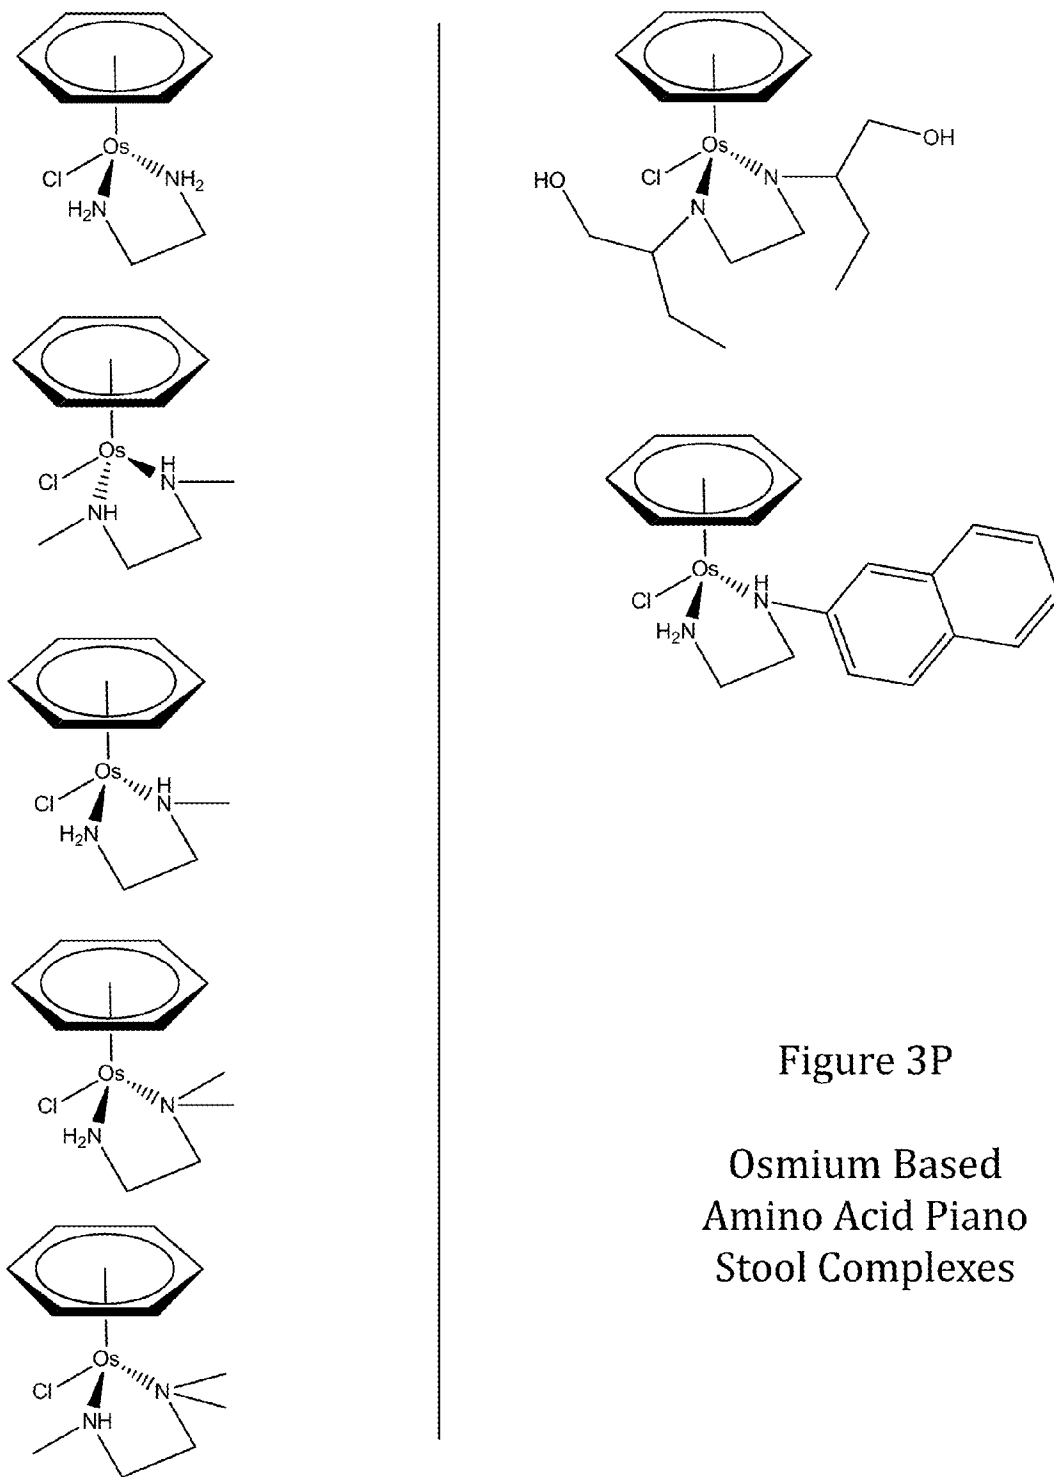 Os
Cl
NH2
H2N
Os
Cl
H
N
NH
Os
Cl
H
N
H2N
Os
Cl
N
H2N
Os
Cl
N
NH
Os
Cl
OH
HO
N
N
Os
Cl
H
N
H2N
Figure 3P
Osmium Based
Amino Acid Piano
Stool Complexes